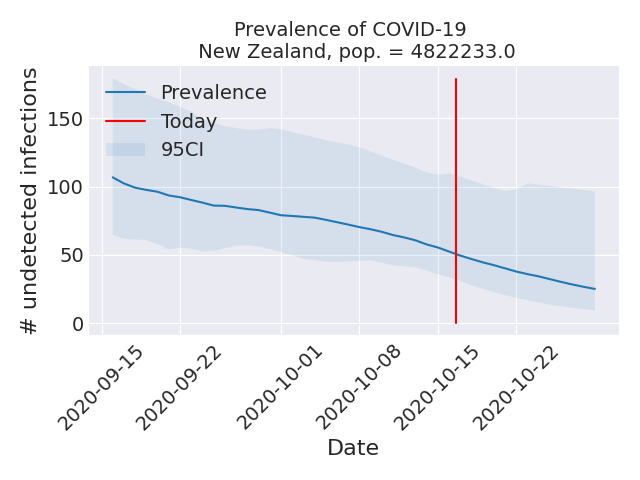 Prevalence of COVID-19
New Zealand, pop. = 4822233.0
# undetected infections
150
100
50
0
Prevalence
Today
95CI
2020-09-15
2020-09-22
2020-10-01
2020-10-08
2020-10-15
2020-10-22
Date